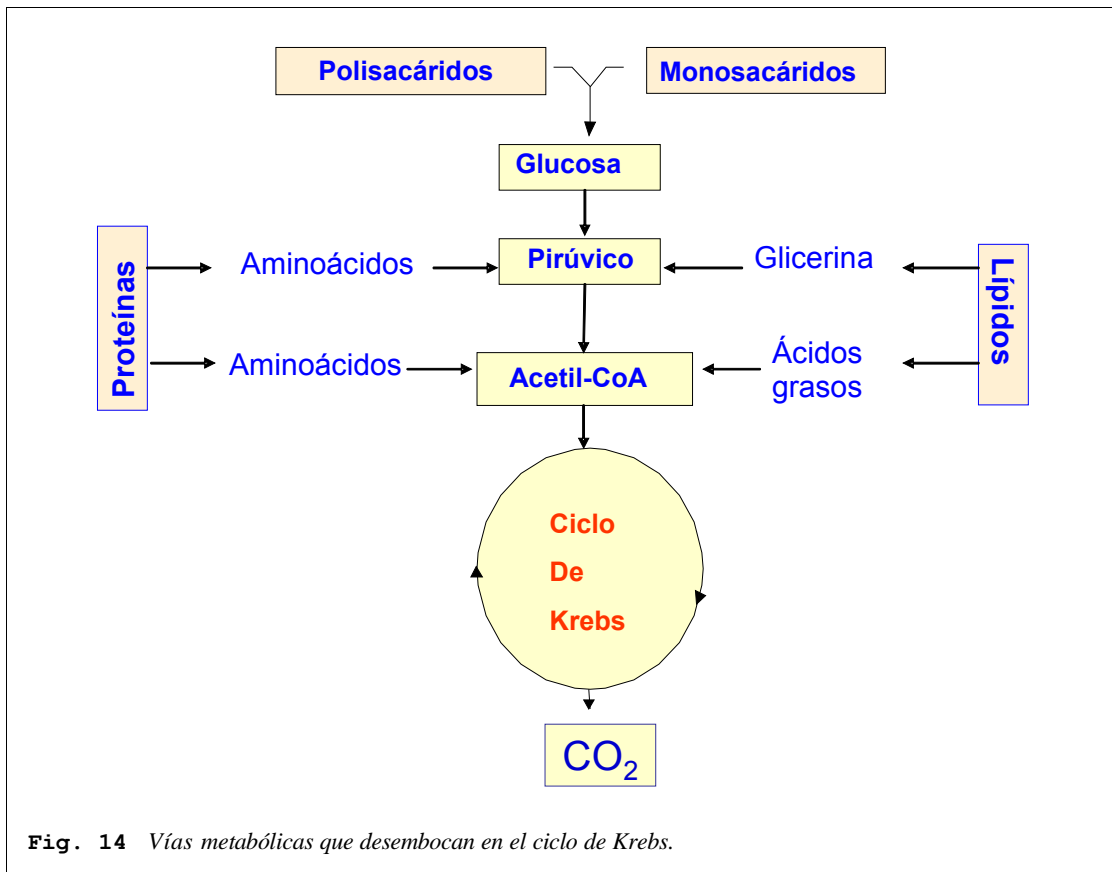 Polisacáridos
Monosacáridos
Glucosa
Proteínas
Aminoácidos
Pirúvico
Glicerina
Lípidos
Aminoácidos
Acetil-CoA
Ácidos
grasos
Ciclo
De
Krebs
CO₂
Fig. 14 Vías metabólicas que desembocan en el ciclo de Krebs.